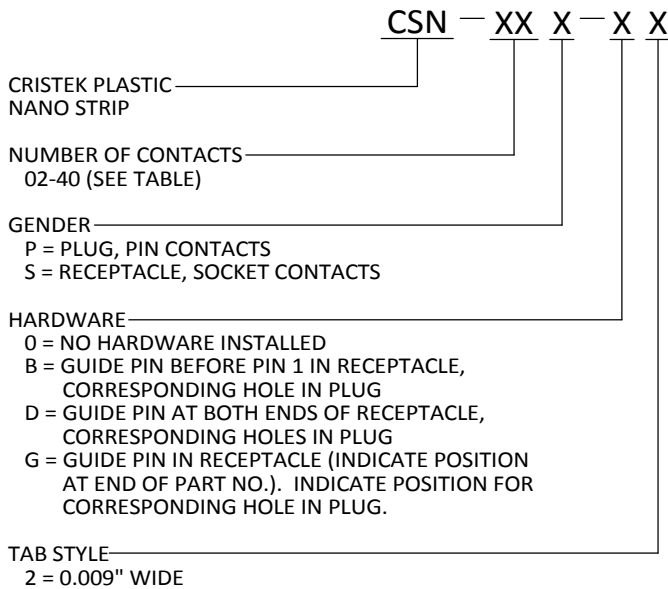 CSN — XX X — X X
CRISTEK PLASTIC
NANO STRIP
NUMBER OF CONTACTS
02-40 (SEE TABLE)
GENDER
P = PLUG, PIN CONTACTS
S = RECEPTACLE, SOCKET CONTACTS
HARDWARE
0 = NO HARDWARE INSTALLED
B = GUIDE PIN BEFORE PIN 1 IN RECEPTACLE,
CORRESPONDING HOLE IN PLUG
D = GUIDE PIN AT BOTH ENDS OF RECEPTACLE,
CORRESPONDING HOLES IN PLUG
G = GUIDE PIN IN RECEPTACLE (INDICATE POSITION
AT END OF PART NO.). INDICATE POSITION FOR
CORRESPONDING HOLE IN PLUG.
TAB STYLE
2 = 0.009" WIDE